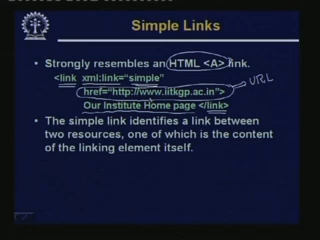 Simple Links
• Strongly resembles an HTML <A> link.
<link xml:link="simple"
href="http://www.iitkgp.ac.in">
URL
Our Institute Home page </link>
• The simple link identifies a link between
two resources, one of which is the content
of the linking element itself.